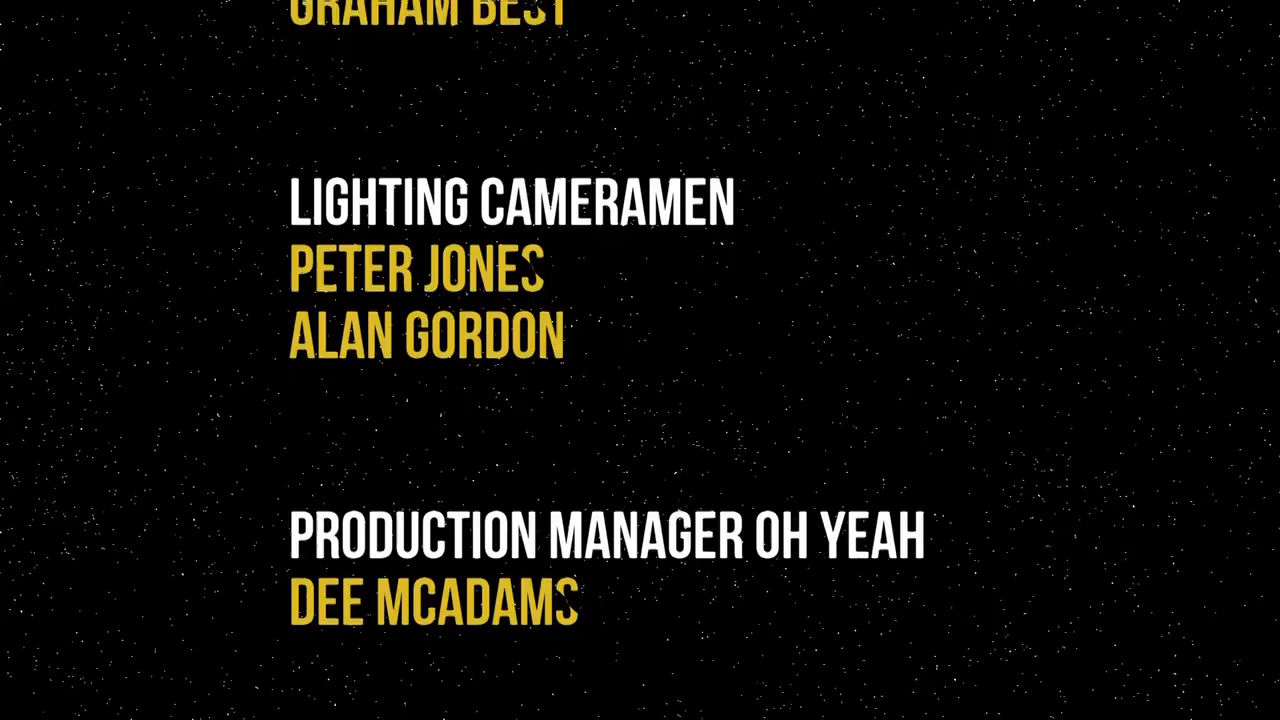 GRAHAM BEST
LIGHTING CAMERAMEN
PETER JONES
ALAN GORDON
PRODUCTION MANAGER OH YEAH
DEE MCADAMS